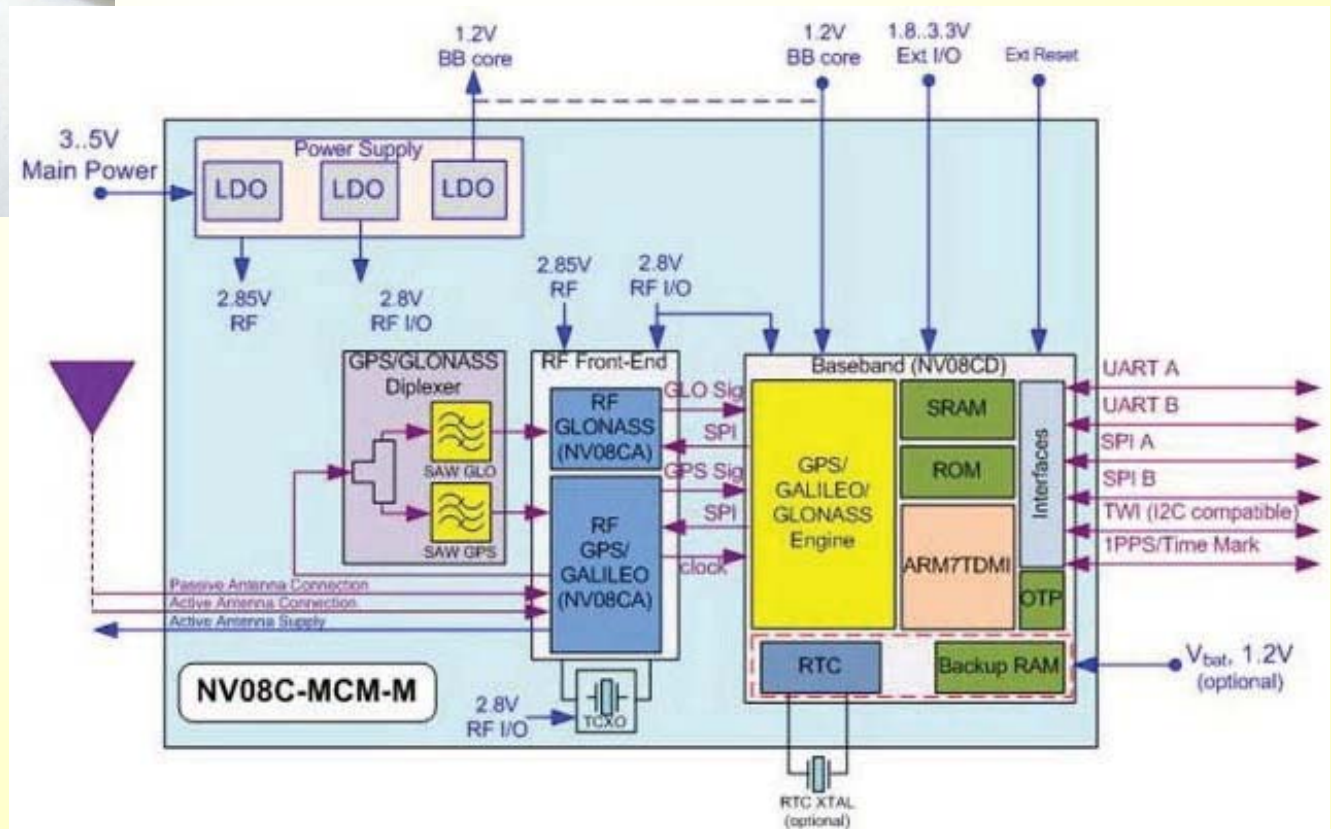 1.2V
BB core
1.2V
BB core
1.8..3.3V
Ext I/O
Ext Reset
3..5V
Main Power
Power Supply
LDO
LDO
LDO
2.85V
RF
2.8V
RF I/O
2.85V
RF
2.8V
RF I/O
GPS/GLONASS
Diplexer
SAW GLO
SAW GPS
RF Front-End
RF
GLONASS
(NV08CA)
RF
GPS/
GALILEO
(NV08CA)
GLO Sig
SPI
GPS Sig
SPI
clock
Baseband (NV08CD)
GPS/
GALILEO/
GLONASS
Engine
SRAM
ROM
ARM7TDMI
Interfaces
OTP
RTC
Backup RAM
UART A
UART B
SPI A
SPI B
TWI (I2C compatible)
1PPS/Time Mark
Vbat, 1.2V
(optional)
Passive Antenna Connection
Active Antenna Connection
Active Antenna Supply
NV08C-MCM-M
2.8V
RF I/O
TCXO
RTC XTAL
(optional)